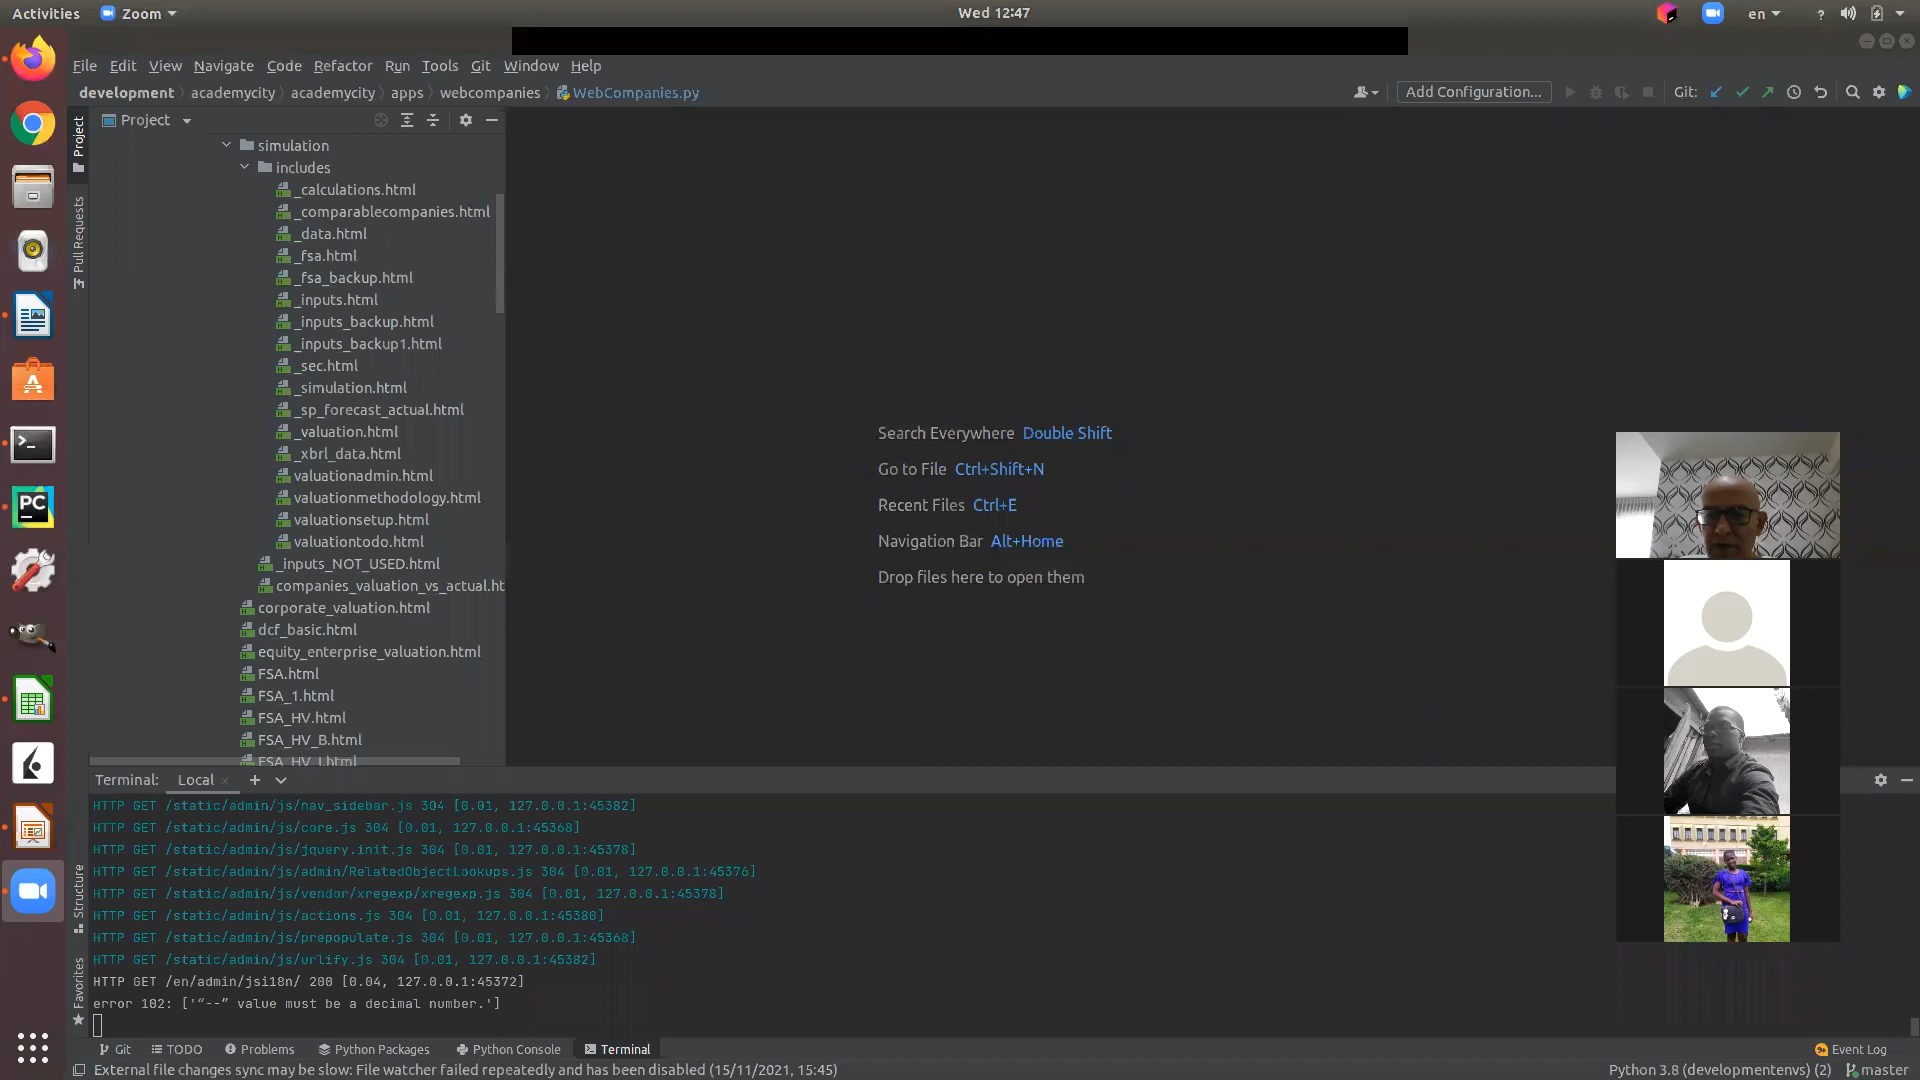 Activities Zoom Wed 12:47 en ?
File Edit View Navigate Code Refactor Run Tools Git Window Help
development academycity academycity apps webcompanies WebCompanies.py Add Configuration... Git:
Project
Project
Pull Requests
simulation
includes
_calculations.html
_comparablecompanies.html
_data.html
_fsa.html
_fsa_backup.html
_inputs.html
_inputs_backup.html
_inputs_backup1.html
_sec.html
_simulation.html
_sp_forecast_actual.html
_valuation.html
_xbrl_data.html
valuationadmin.html
valuationmethodology.html
valuationsetup.html
valuationtodo.html
_inputs_NOT_USED.html
companies_valuation_vs_actual.ht
corporate_valuation.html
dcf_basic.html
equity_enterprise_valuation.html
FSA.html
FSA_1.html
FSA_HV.html
FSA_HV_B.html
FSA_HV_I.html
Search Everywhere Double Shift
Go to File Ctrl+Shift+N
Recent Files Ctrl+E
Navigation Bar Alt+Home
Drop files here to open them
PC
Terminal: Local
HTTP GET /static/admin/js/nav_sidebar.js 304 [0.01, 127.0.0.1:45382]
HTTP GET /static/admin/js/core.js 304 [0.01, 127.0.0.1:45368]
HTTP GET /static/admin/js/jquery.init.js 304 [0.01, 127.0.0.1:45378]
HTTP GET /static/admin/js/admin/RelatedObjectLookups.js 304 [0.01, 127.0.0.1:45376]
HTTP GET /static/admin/js/vendor/xregexp/xregexp.js 304 [0.01, 127.0.0.1:45378]
HTTP GET /static/admin/js/actions.js 304 [0.01, 127.0.0.1:45380]
HTTP GET /static/admin/js/prepopulate.js 304 [0.01, 127.0.0.1:45368]
HTTP GET /static/admin/js/urlify.js 304 [0.01, 127.0.0.1:45382]
HTTP GET /en/admin/jsi18n/ 200 [0.04, 127.0.0.1:45372]
error 102: ['“--” value must be a decimal number.']
Structure
Favorites
Git TODO Problems Python Packages Python Console Terminal Event Log
External file changes sync may be slow: File watcher failed repeatedly and has been disabled (15/11/2021, 15:45) Python 3.8 (developmentenvs) (2) master